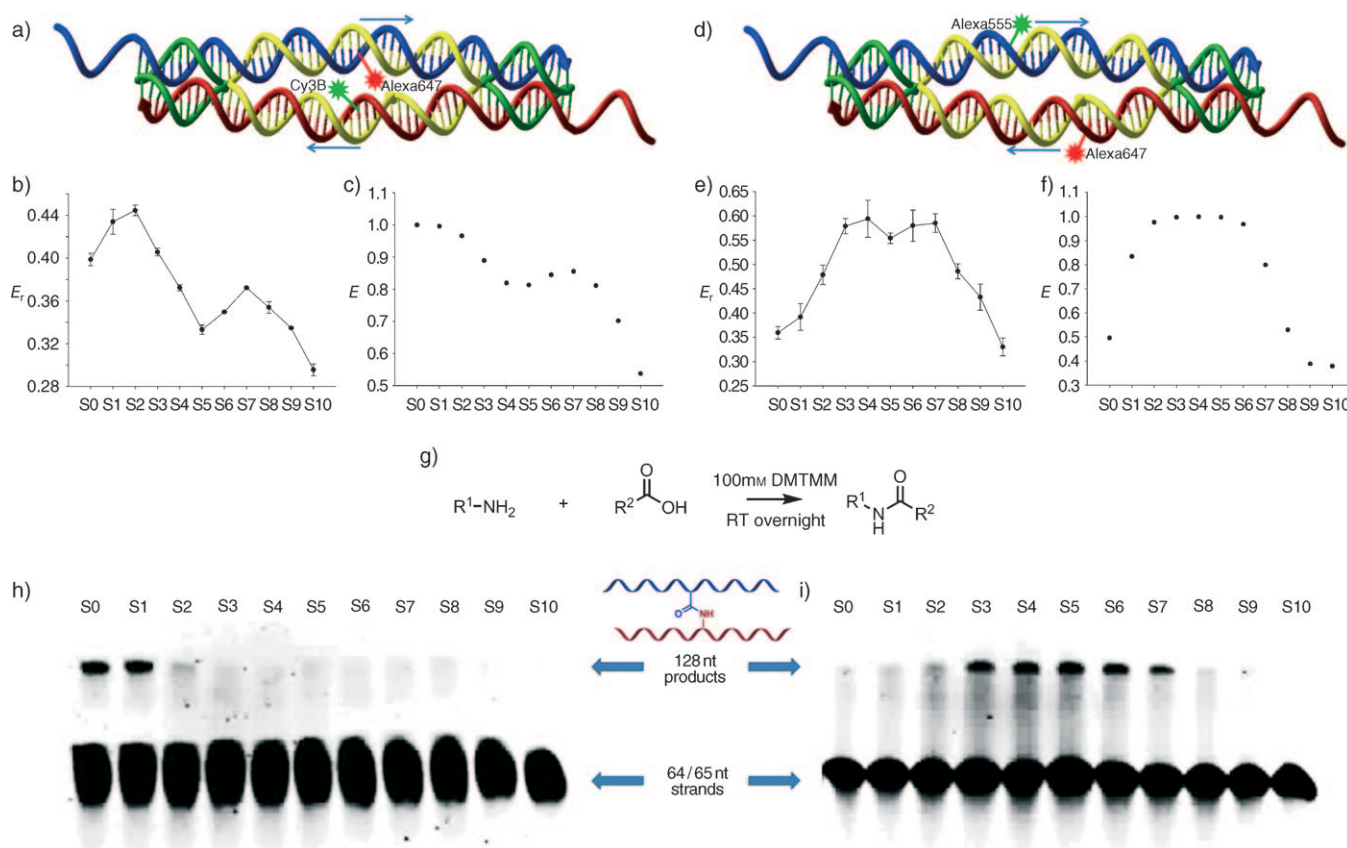 a)
Cy3B
Alexa647
d)
Alexa555
Alexa647
b)
0.44
0.40
0.36
0.32
0.28
Er
S0 S1 S2 S3 S4 S5 S6 S7 S8 S9 S10
c)
1.1
1.0
0.9
0.8
0.7
0.6
0.5
E
S0 S1 S2 S3 S4 S5 S6 S7 S8 S9 S10
e)
0.65
0.60
0.55
0.50
0.45
0.40
0.35
0.30
0.25
Er
S0 S1 S2 S3 S4 S5 S6 S7 S8 S9 S10
f)
1.1
1.0
0.9
0.8
0.7
0.6
0.5
0.4
0.3
E
S0 S1 S2 S3 S4 S5 S6 S7 S8 S9 S10
g)
R¹–NH₂ + R² O OH 100mM DMTMM R¹ N H O R²
RT overnight
h)
S0 S1 S2 S3 S4 S5 S6 S7 S8 S9 S10
O NH
128 nt
products
64/65 nt
strands
i)
S0 S1 S2 S3 S4 S5 S6 S7 S8 S9 S10